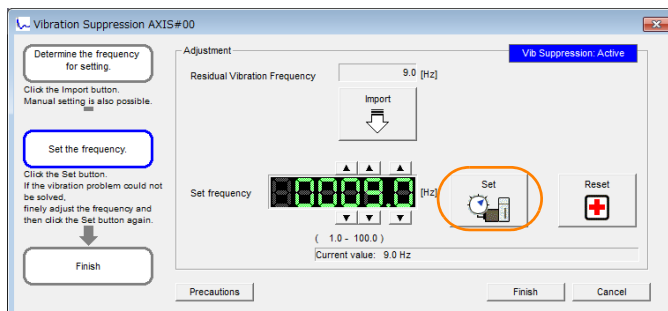 Vibration Suppression AXIS#00
Determine the frequency
for setting.
Click the Import button.
Manual setting is also possible.
Set the frequency.
Click the Set button.
If the vibration problem could not
be solved,
finely adjust the frequency and
then click the Set button again.
Finish
Adjustment
Vib Suppression: Active
Residual Vibration Frequency 9.0 [Hz]
Import
Set frequency 0009.0 [Hz]
Set
Reset
( 1.0 - 100.0 )
Current value: 9.0 Hz
Precautions
Finish
Cancel